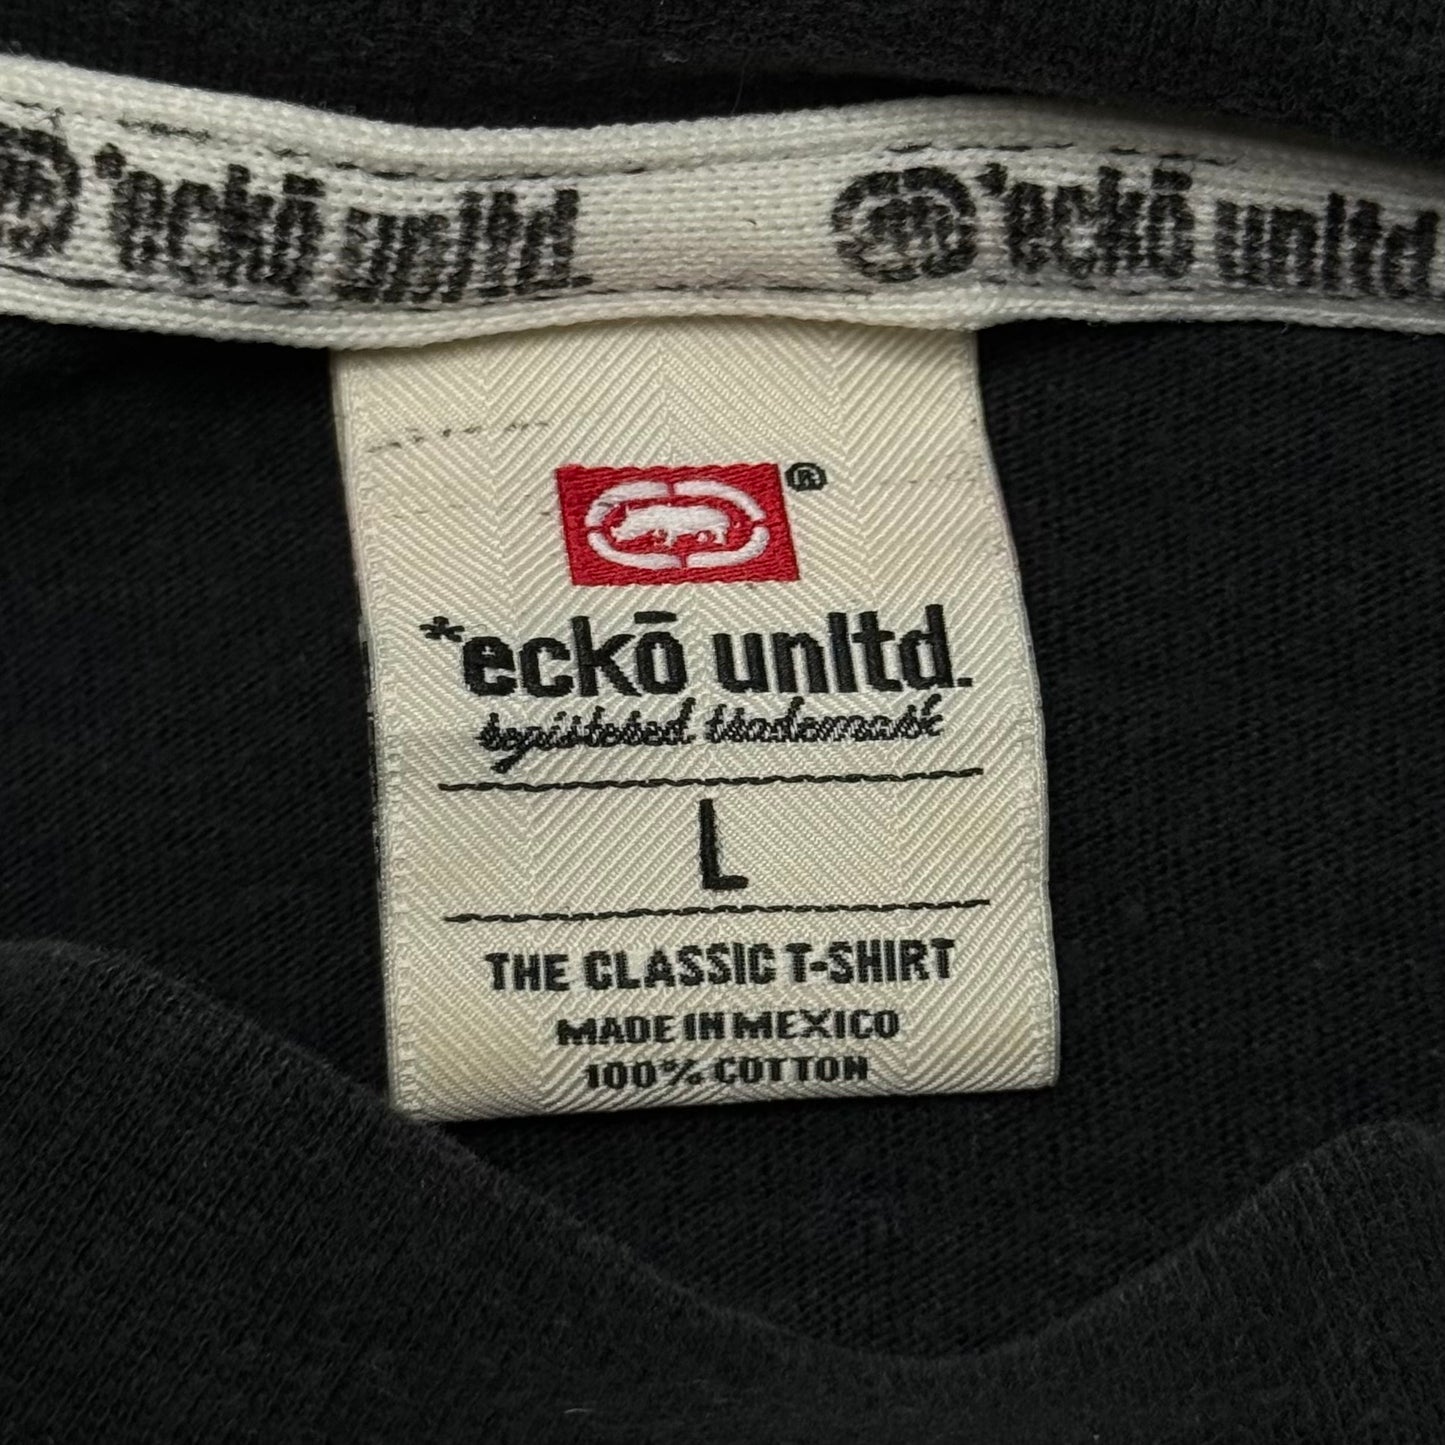 *eckō unltd.
*eckō unltd.
®
*eckō unltd.
registered trademark
L
THE CLASSIC T-SHIRT
MADE IN MEXICO
100% COTTON